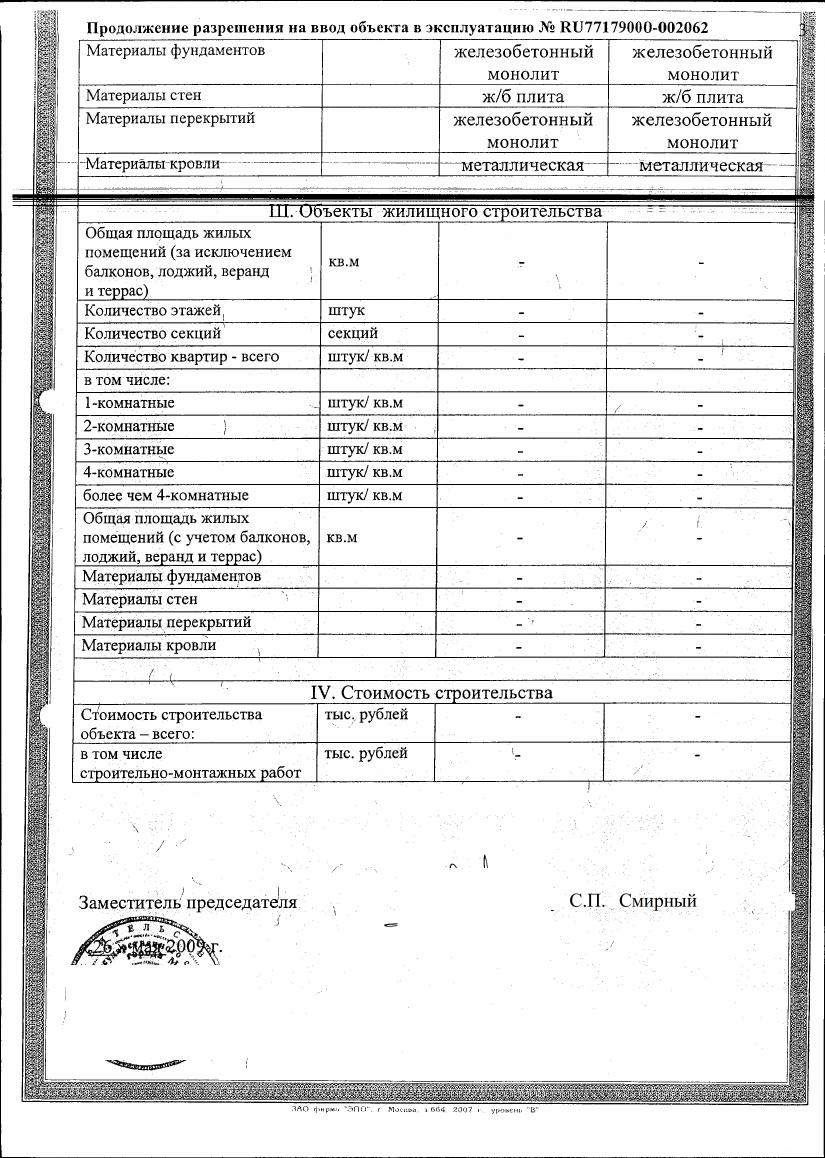 Продолжение разрешения на ввод объекта в эксплуатацию № RU77179000-002062
3
Материалы фундаментов железобетонный монолит железобетонный монолит
Материалы стен ж/б плита ж/б плита
Материалы перекрытий железобетонный монолит железобетонный монолит
Материалы кровли металлическая металлическая
III. Объекты жилищного строительства
Общая площадь жилых
помещений (за исключением
балконов, лоджий, веранд
и террас) кв.м - -
Количество этажей штук - -
Количество секций секций - -
Количество квартир - всего штук/ кв.м - -
в том числе:
1-комнатные штук/ кв.м - -
2-комнатные штук/ кв.м - -
3-комнатные штук/ кв.м - -
4-комнатные штук/ кв.м - -
более чем 4-комнатные штук/ кв.м - -
Общая площадь жилых
помещений (с учетом балконов,
лоджий, веранд и террас) кв.м - -
Материалы фундаментов - -
Материалы стен - -
Материалы перекрытий - -
Материалы кровли - -
IV. Стоимость строительства
Стоимость строительства
объекта – всего: тыс. рублей - -
в том числе
строительно-монтажных работ тыс. рублей - -
Заместитель председателя С.П. Смирный
26 мая 2009 г.
ЗАО фирма "ЭПО", г. Москва, з.664, 2007 г., уровень "В"